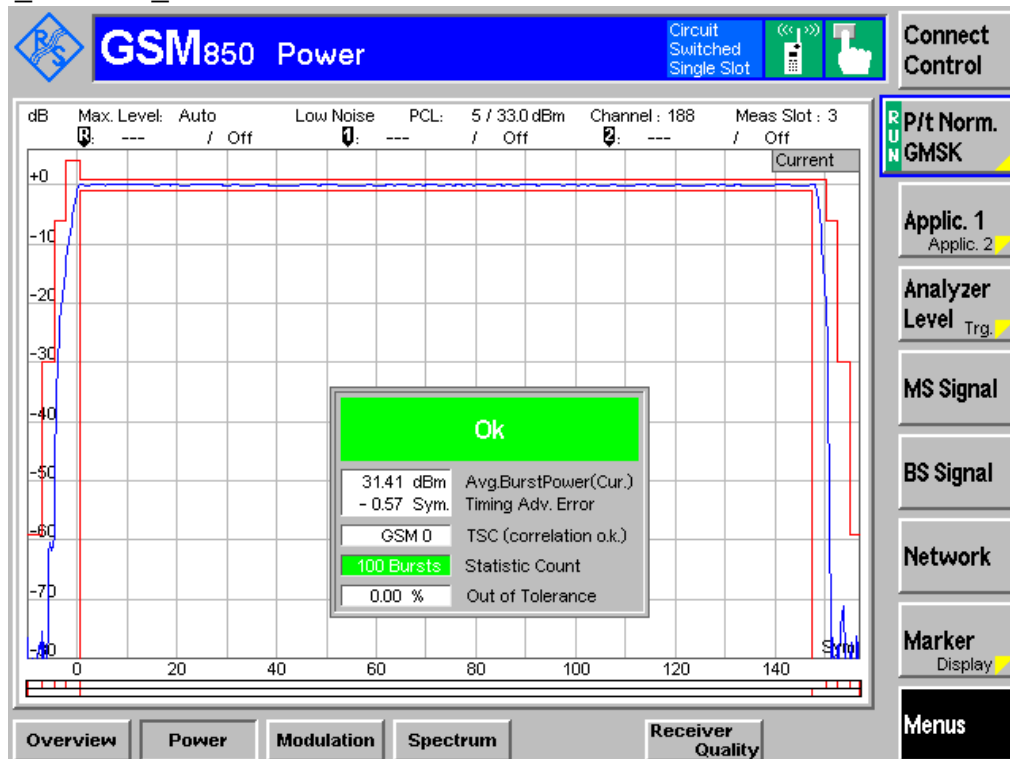 R&S
GSM850 Power
Circuit
Switched
Single Slot
Connect
Control
dB Max. Level: Auto Low Noise PCL: 5 / 33.0 dBm Channel : 188 Meas Slot : 3
R: --- / Off 1: --- / Off 2: --- / Off
Current
RUN
P/t Norm.
GMSK
Applic. 1
Applic. 2
Analyzer
Level Trg.
MS Signal
BS Signal
Network
Marker
Display
Menus
+0
-10
-20
-30
-40
-50
-60
-70
-80
Ok
31.41 dBm Avg.BurstPower(Cur.)
- 0.57 Sym. Timing Adv. Error
GSM 0 TSC (correlation o.k.)
100 Bursts Statistic Count
0.00 % Out of Tolerance
Sym
0 20 40 60 80 100 120 140
Overview Power Modulation Spectrum Receiver
Quality